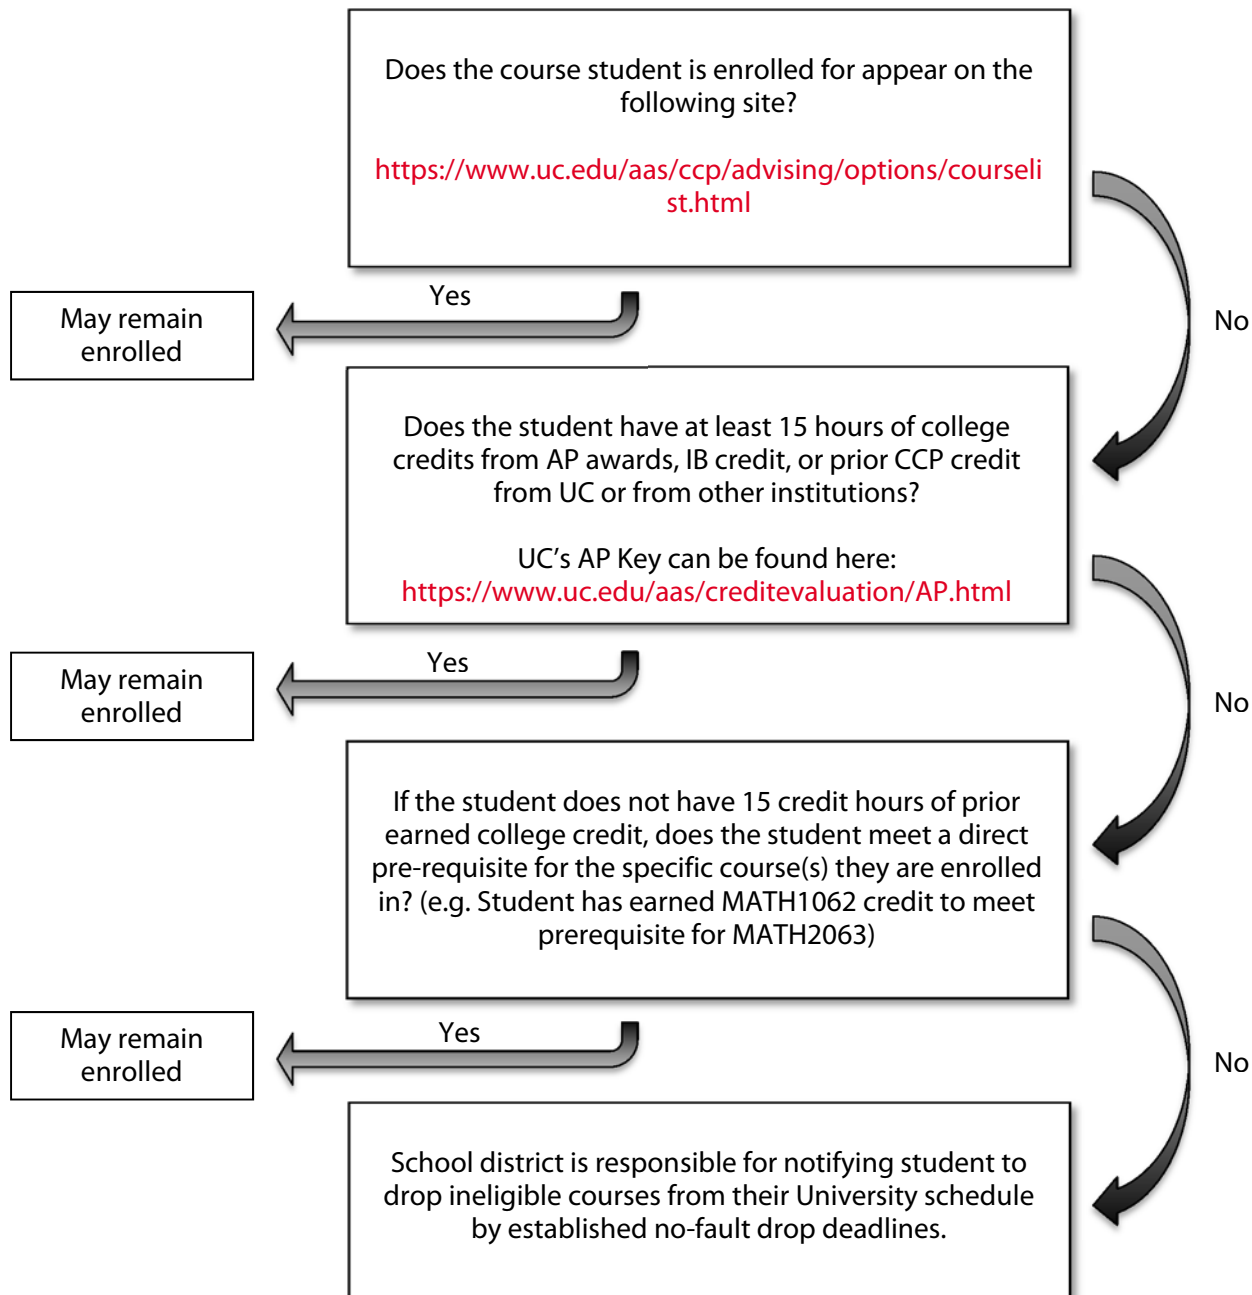 Does the course student is enrolled for appear on the
following site?
https://www.uc.edu/aas/ccp/advising/options/courseli
st.html
No
Yes
May remain
enrolled
Does the student have at least 15 hours of college
credits from AP awards, IB credit, or prior CCP credit
from UC or from other institutions?
UC’s AP Key can be found here:
https://www.uc.edu/aas/creditevaluation/AP.html
No
Yes
May remain
enrolled
If the student does not have 15 credit hours of prior
earned college credit, does the student meet a direct
pre-requisite for the specific course(s) they are enrolled
in? (e.g. Student has earned MATH1062 credit to meet
prerequisite for MATH2063)
No
Yes
May remain
enrolled
School district is responsible for notifying student to
drop ineligible courses from their University schedule
by established no-fault drop deadlines.